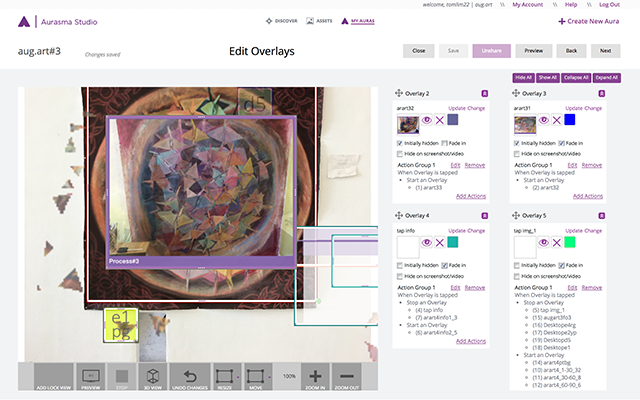 welcome, tomlim22 | aug.art \\ My Account \\ Help \\ Log Out
Aurasma Studio
DISCOVER ASSETS MY AURAS
Create New Aura
aug.art#3 Changes saved Edit Overlays
Close Save Unshare Preview Back Next
Hide All Show All Collapse All Expand All
Overlay 2
arart32 Update Change
Initially hidden Fade in
Hide on screenshot/video
Action Group 1 Edit Remove
When Overlay is tapped
Start an Overlay
(1) arart33
Add Actions
Overlay 3
arart31 Update Change
Initially hidden Fade in
Hide on screenshot/video
Action Group 1 Edit Remove
When Overlay is tapped
Start an Overlay
(2) arart32
Add Actions
Overlay 4
tap info Update Change
Initially hidden Fade in
Hide on screenshot/video
Action Group 1 Edit Remove
When Overlay is tapped
Stop an Overlay
(4) tap info
(7) arart4info1_3
Start an Overlay
(6) arart4info2_5
Add Actions
Overlay 5
tap img_1 Update Change
Initially hidden Fade in
Hide on screenshot/video
Action Group 1 Edit Remove
When Overlay is tapped
Stop an Overlay
(5) tap img_1
(15) augart3fo3
(16) Desktope4rg
(17) Desktope2yp
(19) Desktopd5
(18) Desktope1
Start an Overlay
(14) arart4ptbg
(10) arart4_1-30_32
(11) arart4_30-60_8
(12) arart4_60-90_6
d5
Process#3
e1
pg
ADD LOCK VIEW PREVIEW STOP 3D VIEW UNDO CHANGES RESIZE MOVE 100% ZOOM IN ZOOM OUT